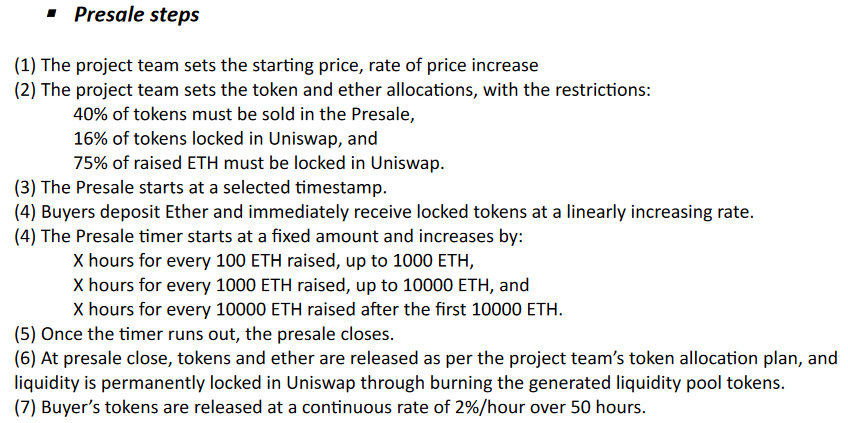 ▪ Presale steps
(1) The project team sets the starting price, rate of price increase
(2) The project team sets the token and ether allocations, with the restrictions:
40% of tokens must be sold in the Presale,
16% of tokens locked in Uniswap, and
75% of raised ETH must be locked in Uniswap.
(3) The Presale starts at a selected timestamp.
(4) Buyers deposit Ether and immediately receive locked tokens at a linearly increasing rate.
(4) The Presale timer starts at a fixed amount and increases by:
X hours for every 100 ETH raised, up to 1000 ETH,
X hours for every 1000 ETH raised, up to 10000 ETH, and
X hours for every 10000 ETH raised after the first 10000 ETH.
(5) Once the timer runs out, the presale closes.
(6) At presale close, tokens and ether are released as per the project team’s token allocation plan, and
liquidity is permanently locked in Uniswap through burning the generated liquidity pool tokens.
(7) Buyer’s tokens are released at a continuous rate of 2%/hour over 50 hours.